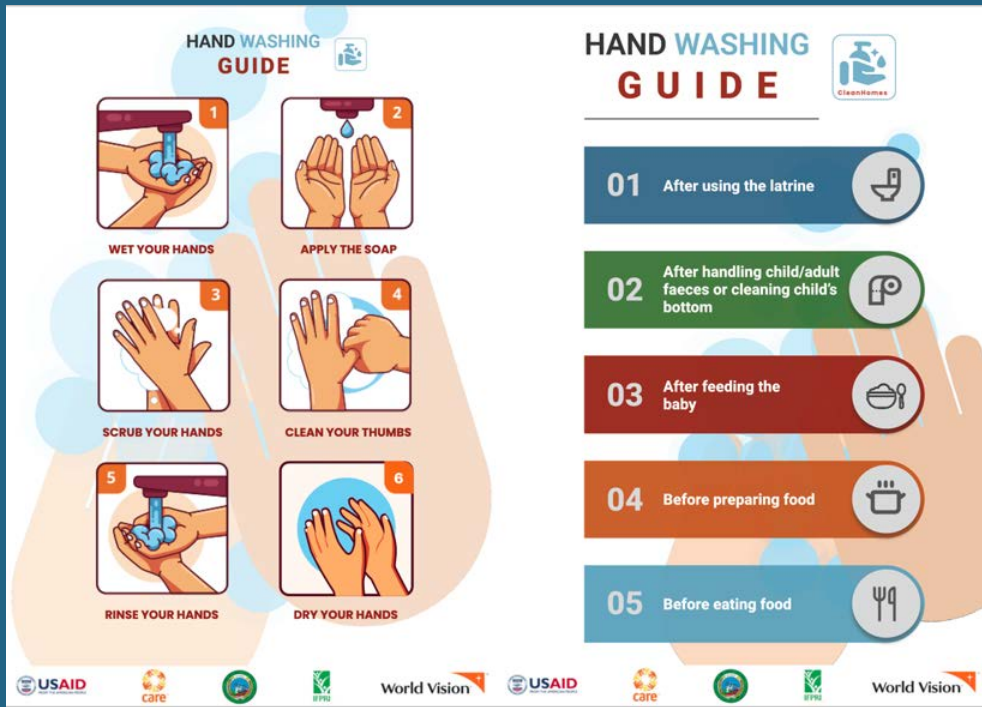 HAND WASHING
GUIDE
1
2
WET YOUR HANDS
APPLY THE SOAP
3
4
SCRUB YOUR HANDS
CLEAN YOUR THUMBS
5
6
RINSE YOUR HANDS
DRY YOUR HANDS
USAID
care
IFPRI
World Vision
HAND WASHING
GUIDE
CleanHomes
01
After using the latrine
02
After handling child/adult
faeces or cleaning child's
bottom
03
After feeding the
baby
04
Before preparing food
05
Before eating food
USAID
care
IFPRI
World Vision